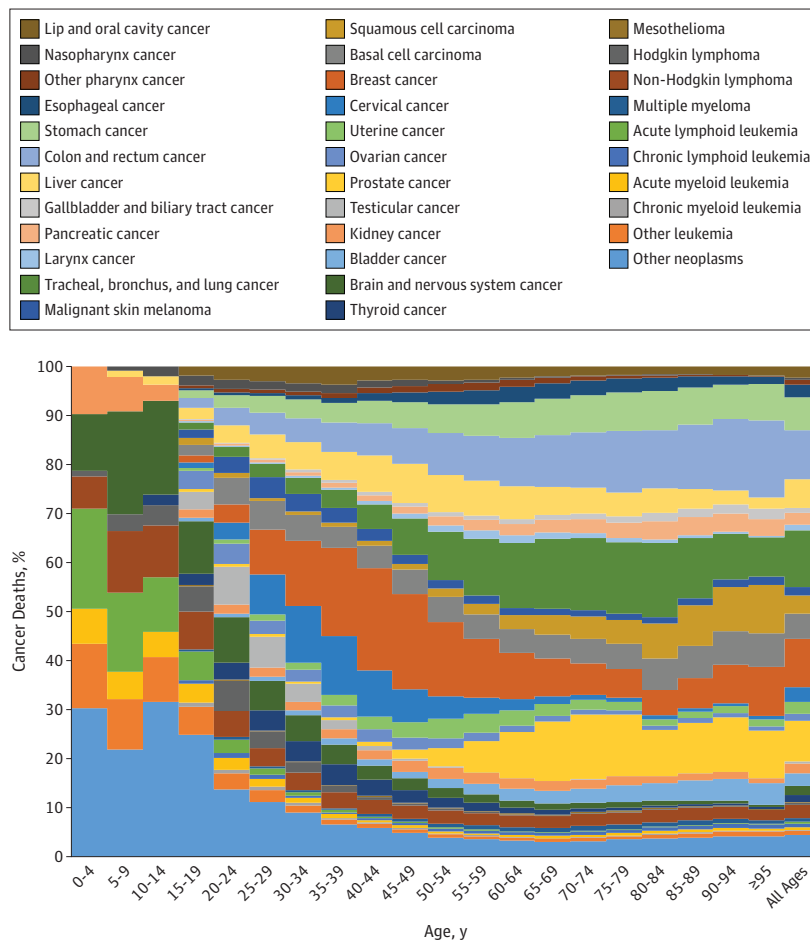 Lip and oral cavity cancer
Nasopharynx cancer
Other pharynx cancer
Esophageal cancer
Stomach cancer
Colon and rectum cancer
Liver cancer
Gallbladder and biliary tract cancer
Pancreatic cancer
Larynx cancer
Tracheal, bronchus, and lung cancer
Malignant skin melanoma
Squamous cell carcinoma
Basal cell carcinoma
Breast cancer
Cervical cancer
Uterine cancer
Ovarian cancer
Prostate cancer
Testicular cancer
Kidney cancer
Bladder cancer
Brain and nervous system cancer
Thyroid cancer
Mesothelioma
Hodgkin lymphoma
Non-Hodgkin lymphoma
Multiple myeloma
Acute lymphoid leukemia
Chronic lymphoid leukemia
Acute myeloid leukemia
Chronic myeloid leukemia
Other leukemia
Other neoplasms
Cancer Deaths, %
100
90
80
70
60
50
40
30
20
10
0
0-4
5-9
10-14
15-19
20-24
25-29
30-34
35-39
40-44
45-49
50-54
55-59
60-64
65-69
70-74
75-79
80-84
85-89
90-94
≥95
All Ages
Age, y